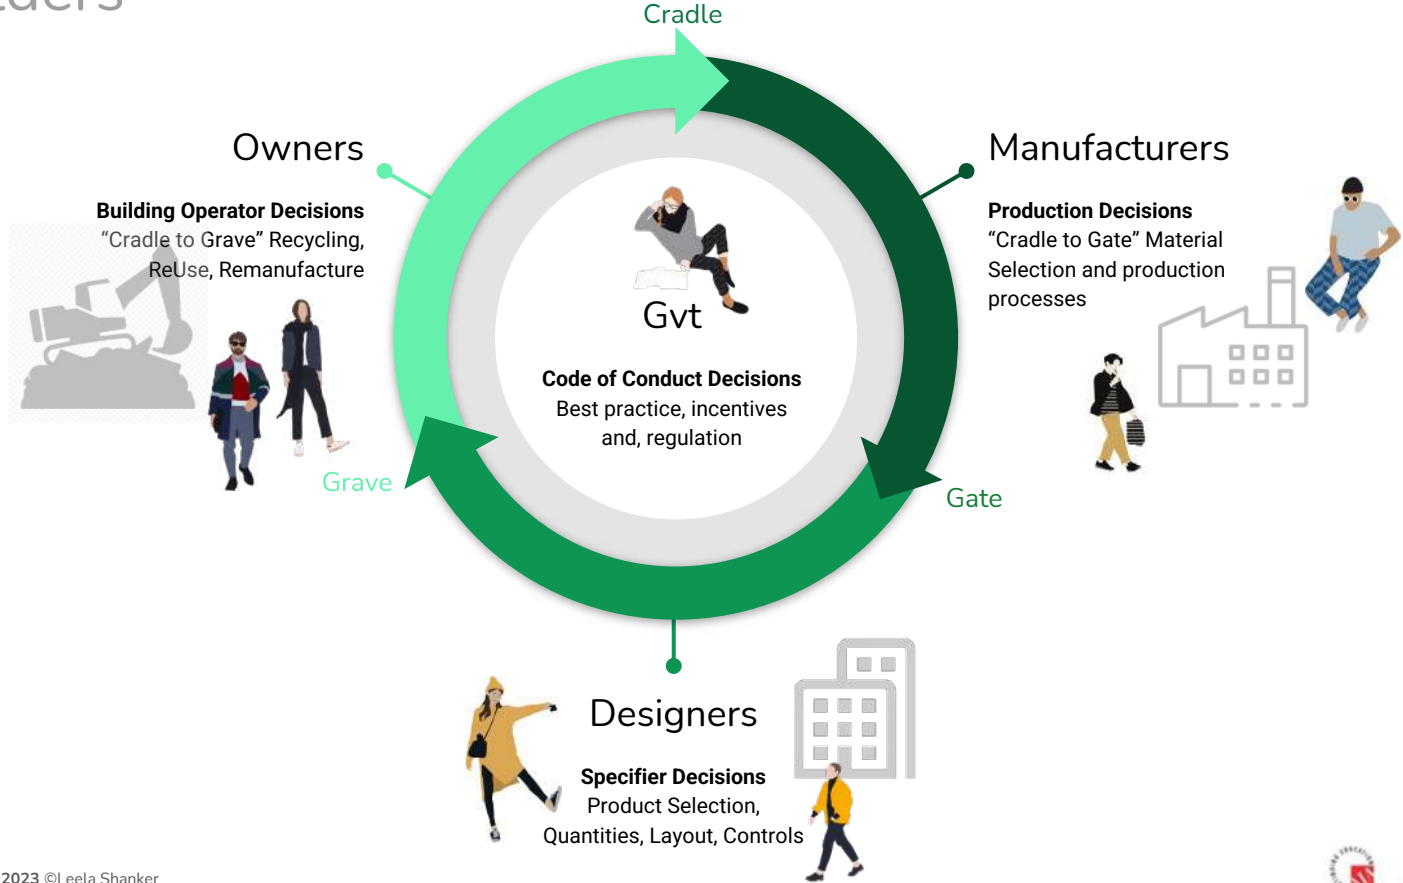 Cradle
Owners
Building Operator Decisions
“Cradle to Grave” Recycling,
ReUse, Remanufacture
Manufacturers
Production Decisions
“Cradle to Gate” Material
Selection and production
processes
Gvt
Code of Conduct Decisions
Best practice, incentives
and, regulation
Grave
Gate
Designers
Specifier Decisions
Product Selection,
Quantities, Layout, Controls
2023 ©Leela Shanker